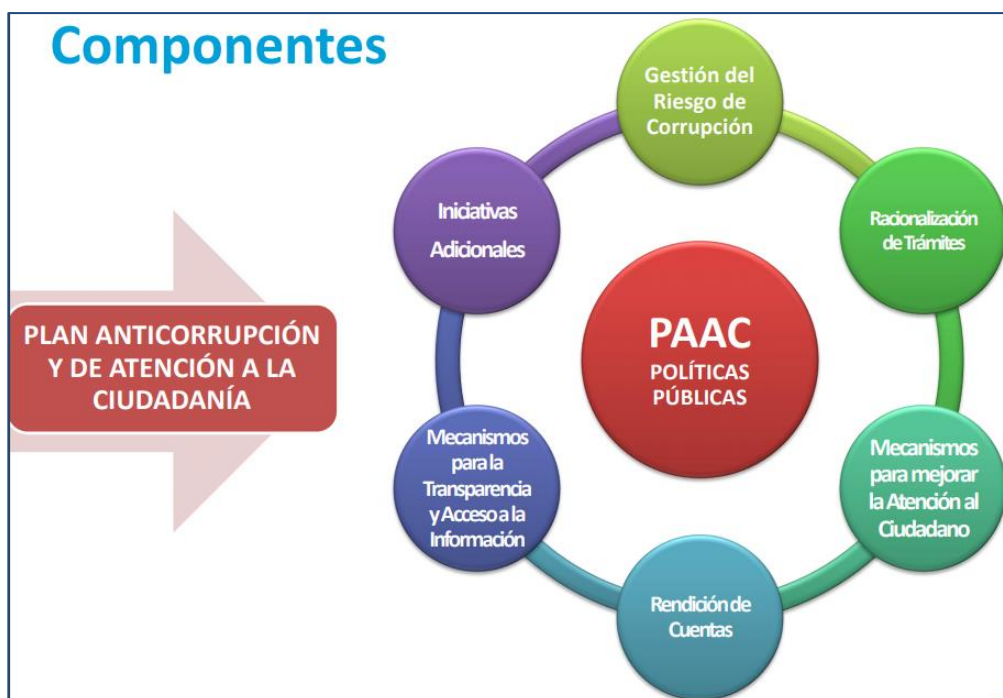 Componentes
PLAN ANTICORRUPCIÓN
Y DE ATENCIÓN A LA
CIUDADANÍA
Gestión del
Riesgo de
Corrupción
Racionalización
de Trámites
Mecanismos
para mejorar
la Atención al
Ciudadano
Rendición de
Cuentas
Mecanismos
para la
Transparencia
y Acceso a la
Información
Iniciativas
Adicionales
PAAC
POLÍTICAS
PÚBLICAS